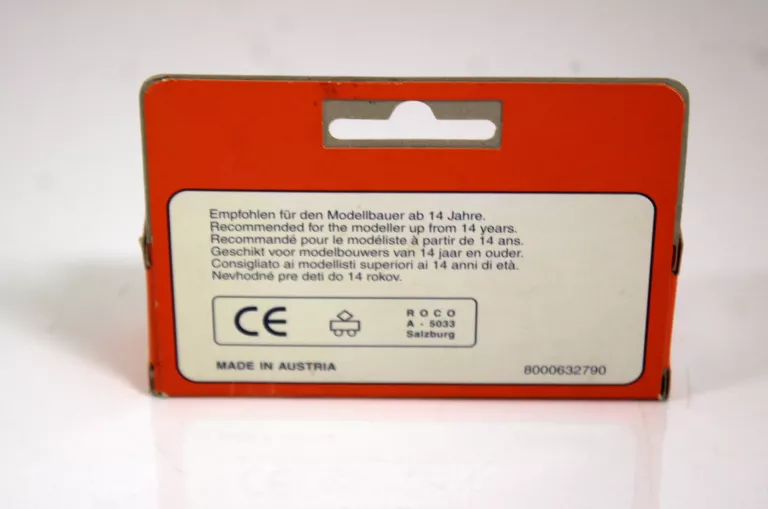 Empfohlen für den Modellbauer ab 14 Jahre.
Recommended for the modeller up from 14 years.
Recommandé pour le modéliste à partir de 14 ans.
Geschikt voor modelbouwers van 14 jaar en ouder.
Consigliato ai modellisti superiori ai 14 anni di età.
Nevhodné pre deti do 14 rokov.
CE
ROCO
A - 5033
Salzburg
MADE IN AUSTRIA
8000632790